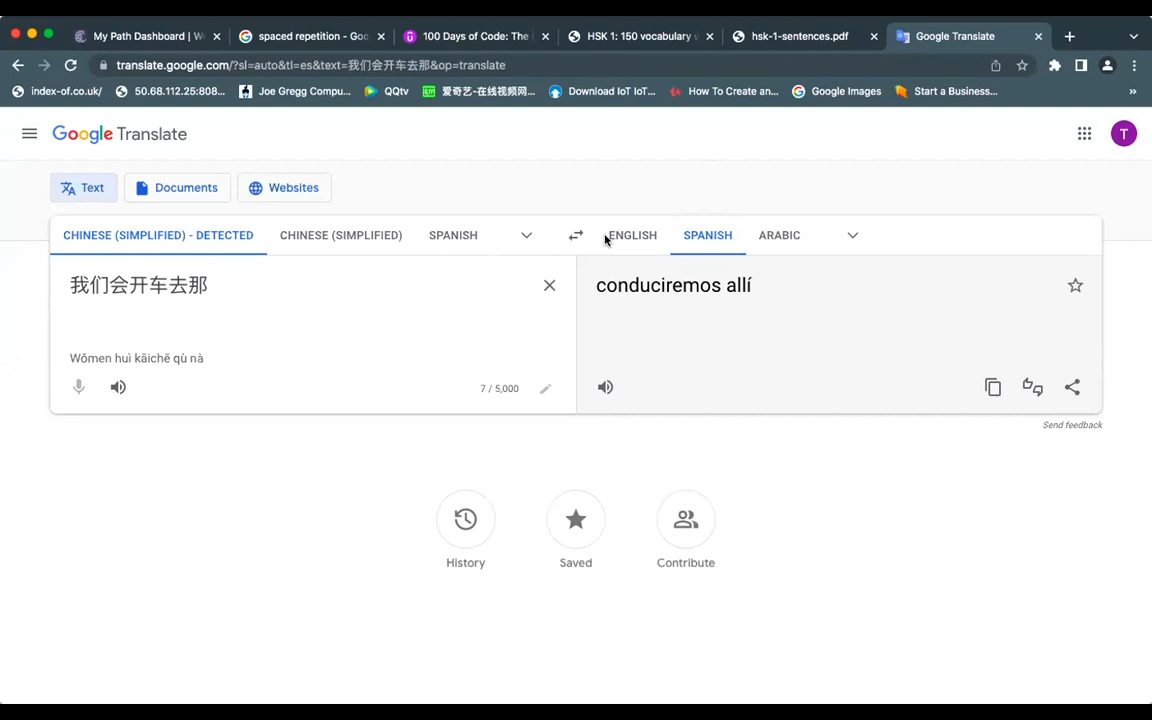 My Path Dashboard | W
spaced repetition - Goo
100 Days of Code: The
HSK 1: 150 vocabulary
hsk-1-sentences.pdf
Google Translate
translate.google.com/?sl=auto&tl=es&text=我们会开车去那&op=translate
index-of.co.uk/
50.68.112.25:808...
Joe Gregg Compu...
QQtv
爱奇艺-在线视频网...
Download IoT IoT...
How To Create an...
Google Images
Start a Business...
»
Google Translate
T
Text
Documents
Websites
CHINESE (SIMPLIFIED) - DETECTED
CHINESE (SIMPLIFIED)
SPANISH
ENGLISH
SPANISH
ARABIC
我们会开车去那
conduciremos allí
Wǒmen huì kāichē qù nà
7 / 5,000
Send feedback
History
Saved
Contribute